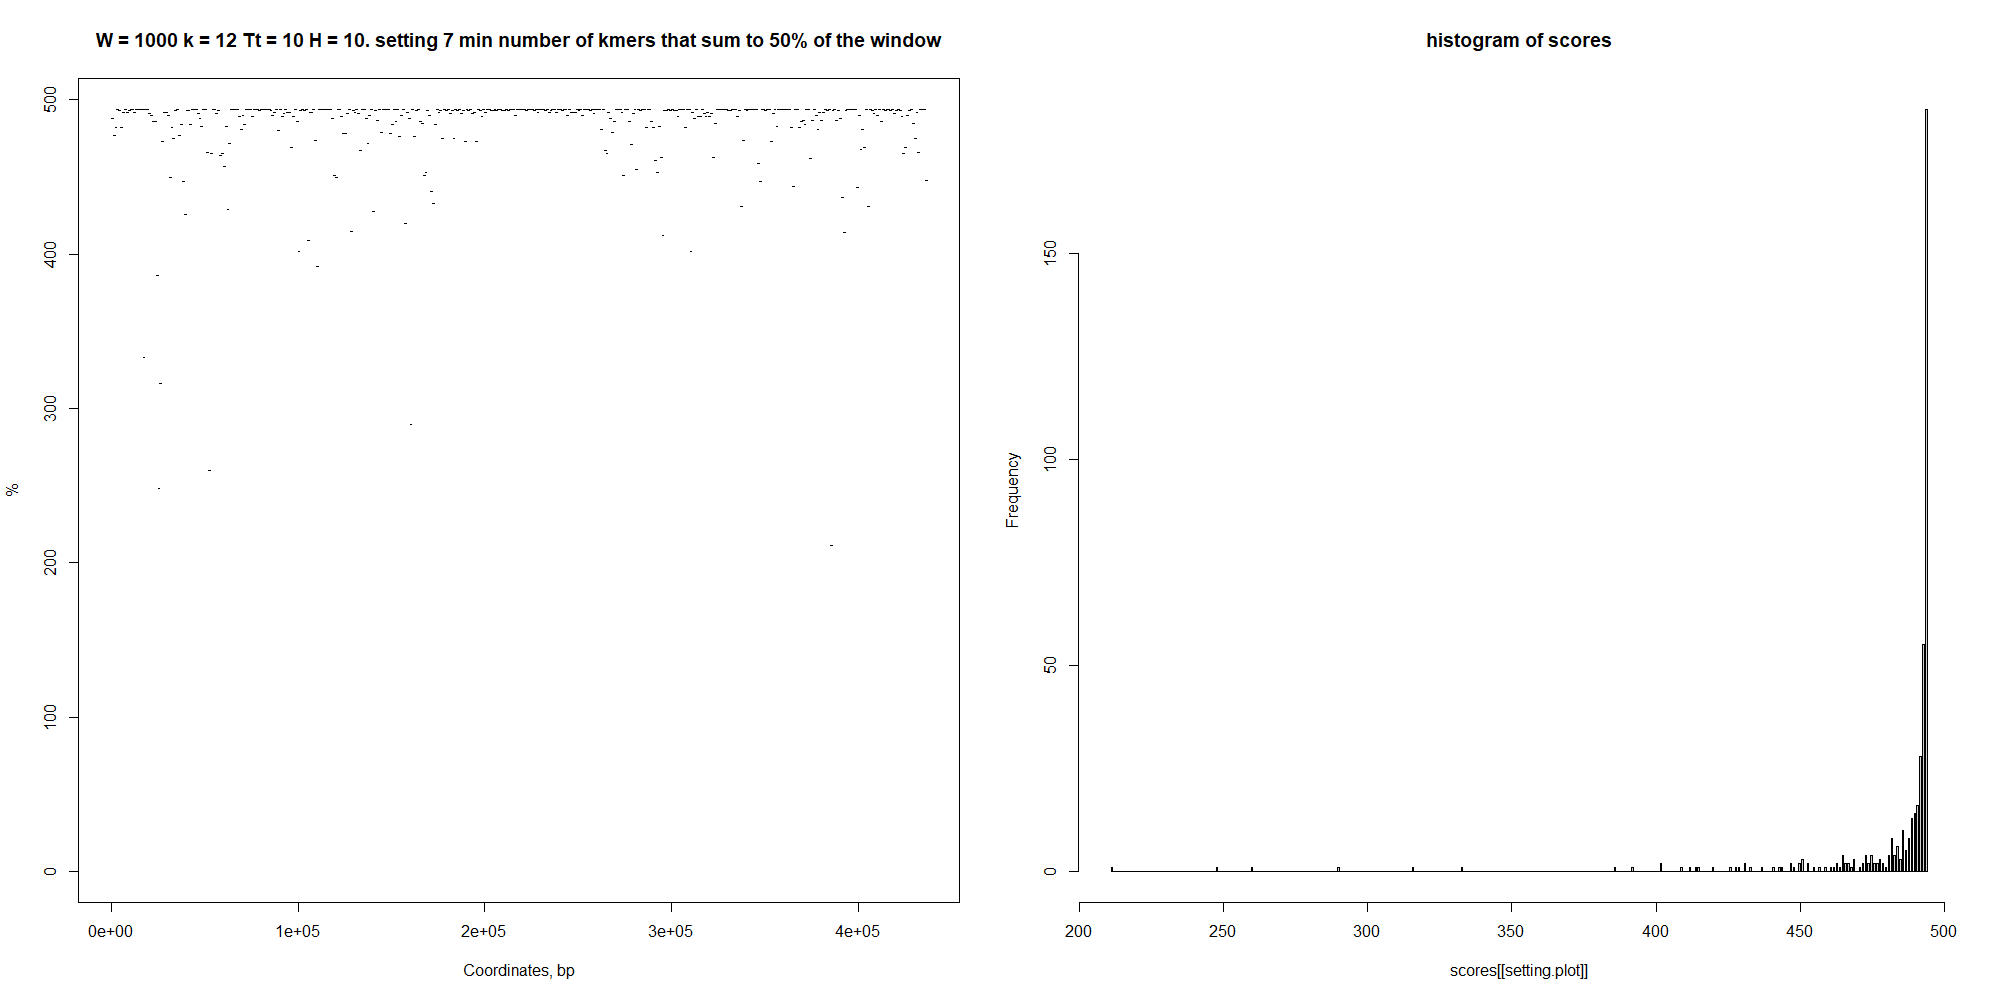 W = 1000 k = 12 Tt = 10 H = 10. setting 7 min number of kmers that sum to 50% of the window
500
400
300
200
100
0
%
0e+00 1e+05 2e+05 3e+05 4e+05
Coordinates, bp
histogram of scores
150
100
50
0
Frequency
200 250 300 350 400 450 500
scores[[setting.plot]]